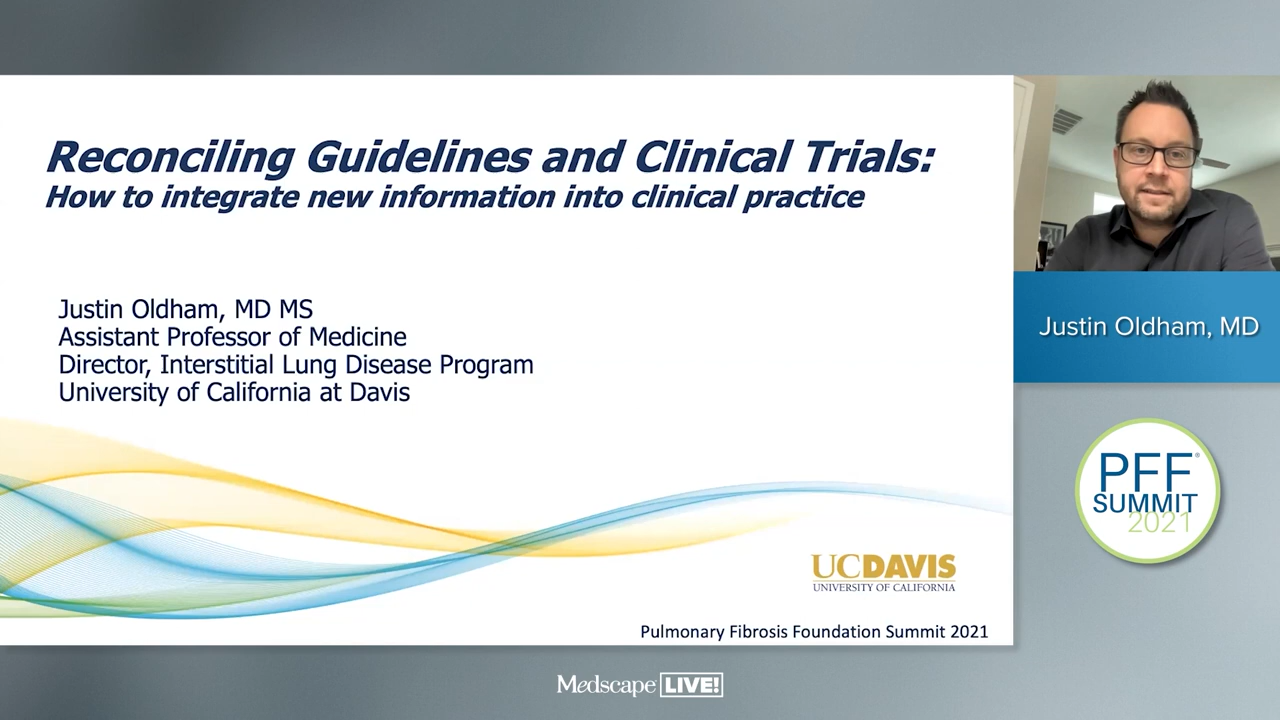 Reconciling Guidelines and Clinical Trials:
How to integrate new information into clinical practice
Justin Oldham, MD MS
Assistant Professor of Medicine
Director, Interstitial Lung Disease Program
University of California at Davis
UCDAVIS
UNIVERSITY OF CALIFORNIA
Pulmonary Fibrosis Foundation Summit 2021
Justin Oldham, MD
PFF®
SUMMIT
2021
Medscape LIVE!